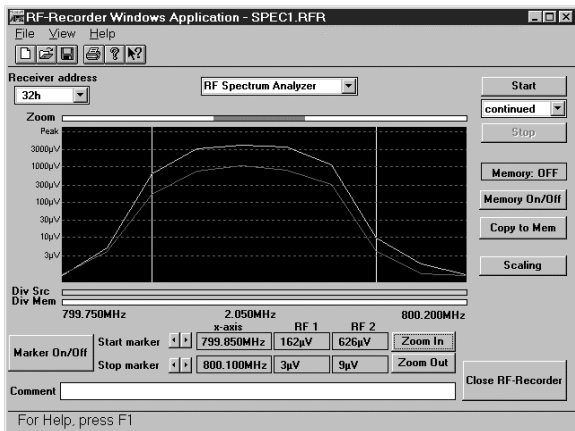 RF-Recorder Windows Application - SPEC1.RFR
File View Help
Receiver address
32h
RF Spectrum Analyzer
Start
continued
Stop
Zoom
Peak
3000µV
1000µV
300µV
100µV
30µV
10µV
3µV
Memory: OFF
Memory On/Off
Copy to Mem
Scaling
Div Src
Div Mem
799.750MHz 2.050MHz 800.200MHz
x-axis RF 1 RF 2
Marker On/Off
Start marker 799.850MHz 162µV 626µV Zoom In
Stop marker 800.100MHz 3µV 9µV Zoom Out
Close RF-Recorder
Comment
For Help, press F1